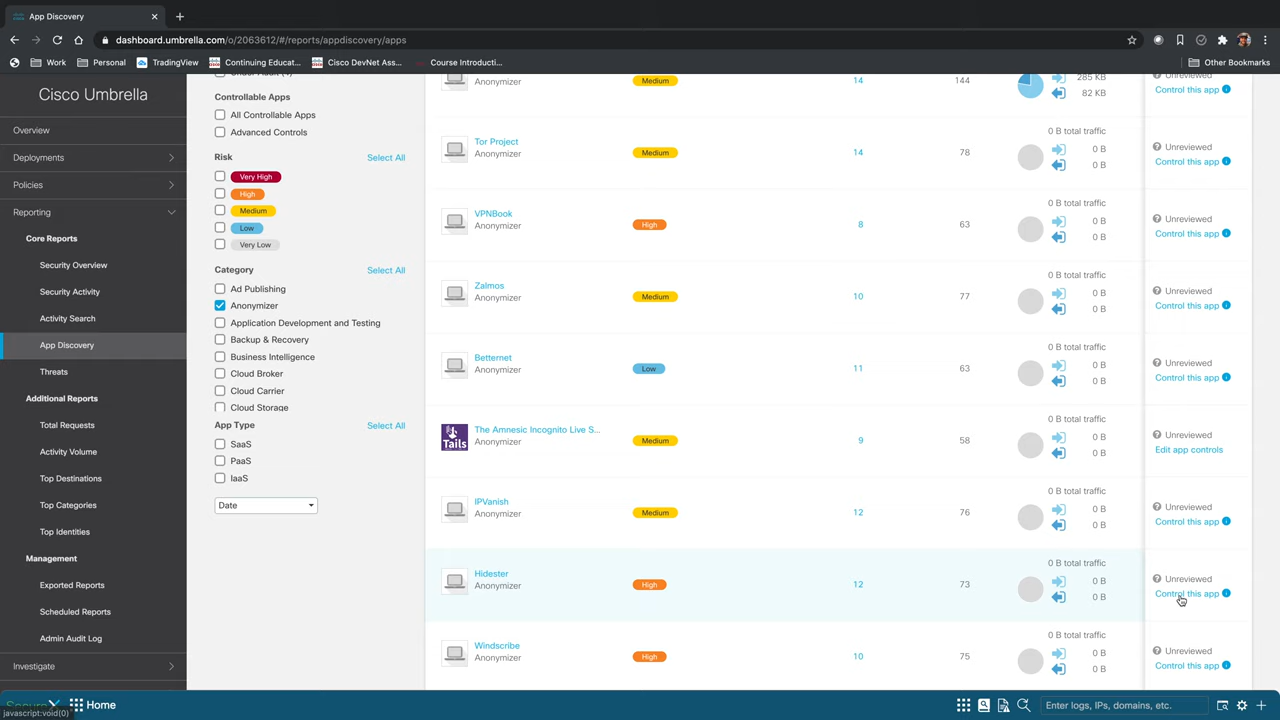 App Discovery
dashboard.umbrella.com/o/2063612/#/reports/appdiscovery/apps
Work
Personal
TradingView
Continuing Educat...
Cisco DevNet Ass...
Course Introducti...
Other Bookmarks
Cisco Umbrella
Overview
Deployments
Policies
Reporting
Core Reports
Security Overview
Security Activity
Activity Search
App Discovery
Threats
Additional Reports
Total Requests
Activity Volume
Top Destinations
Top Categories
Top Identities
Management
Exported Reports
Scheduled Reports
Admin Audit Log
Investigate
Controllable Apps
All Controllable Apps
Advanced Controls
Risk
Select All
Very High
High
Medium
Low
Very Low
Category
Select All
Ad Publishing
Anonymizer
Application Development and Testing
Backup & Recovery
Business Intelligence
Cloud Broker
Cloud Carrier
Cloud Storage
App Type
Select All
SaaS
PaaS
IaaS
Date
Anonymizer
Medium
14
144
285 KB
82 KB
Unreviewed
Control this app
Tor Project
Anonymizer
Medium
14
78
0 B total traffic
0 B
0 B
Unreviewed
Control this app
VPNBook
Anonymizer
High
8
63
0 B total traffic
0 B
0 B
Unreviewed
Control this app
Zalmos
Anonymizer
Medium
10
77
0 B total traffic
0 B
0 B
Unreviewed
Control this app
Betternet
Anonymizer
Low
11
63
0 B total traffic
0 B
0 B
Unreviewed
Control this app
Tails
The Amnesic Incognito Live S...
Anonymizer
Medium
9
58
0 B total traffic
0 B
0 B
Unreviewed
Edit app controls
IPVanish
Anonymizer
Medium
12
76
0 B total traffic
0 B
0 B
Unreviewed
Control this app
Hidester
Anonymizer
High
12
73
0 B total traffic
0 B
0 B
Unreviewed
Control this app
Windscribe
Anonymizer
High
10
75
0 B total traffic
0 B
0 B
Unreviewed
Control this app
javascript:void(0)
Home
Enter logs, IPs, domains, etc.